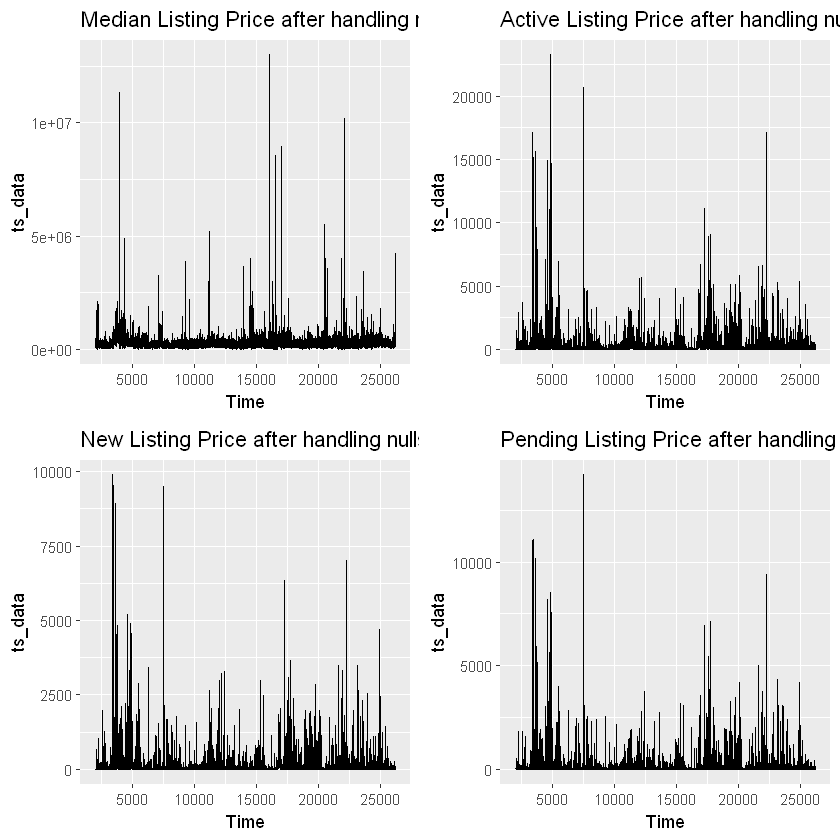 Median Listing Price after handling
ts_data
1e+07
5e+06
0e+00
5000 10000 15000 20000 25000
Time
Active Listing Price after handling nu
ts_data
20000
15000
10000
5000
0
5000 10000 15000 20000 25000
Time
New Listing Price after handling null
ts_data
10000
7500
5000
2500
0
5000 10000 15000 20000 25000
Time
Pending Listing Price after handling
ts_data
10000
5000
0
5000 10000 15000 20000 25000
Time